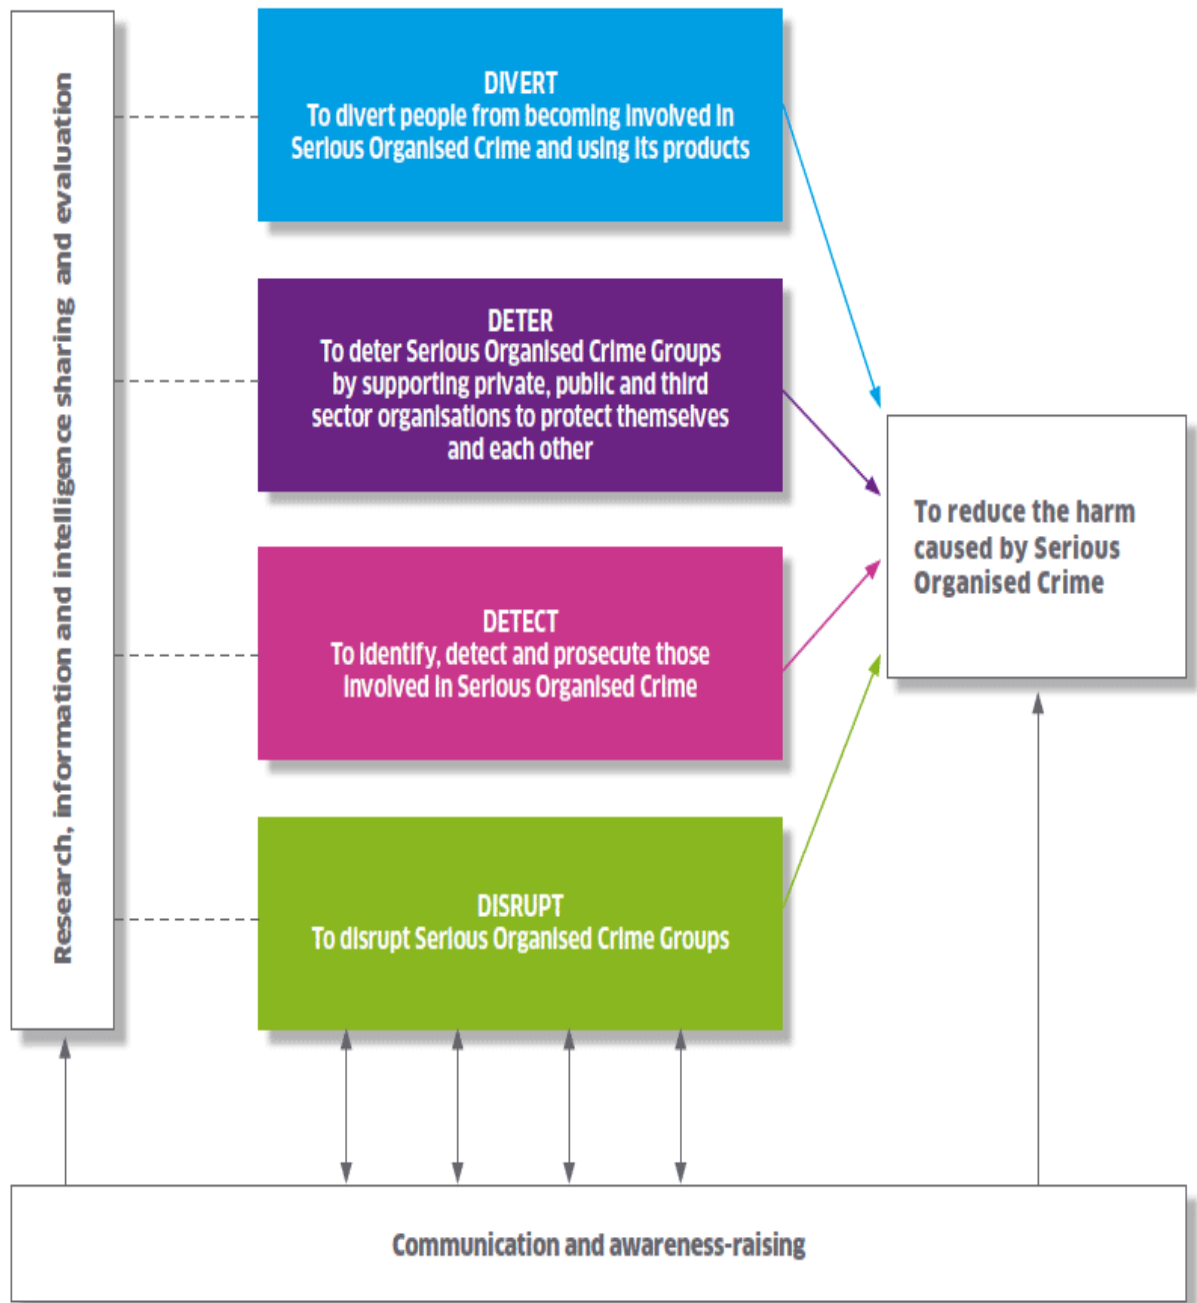 Research, information and intelligence sharing and evaluation
DIVERT
To divert people from becoming involved in
Serious Organised Crime and using its products
DETER
To deter Serious Organised Crime Groups
by supporting private, public and third
sector organisations to protect themselves
and each other
DETECT
To identify, detect and prosecute those
involved in Serious Organised Crime
DISRUPT
To disrupt Serious Organised Crime Groups
To reduce the harm
caused by Serious
Organised Crime
Communication and awareness-raising